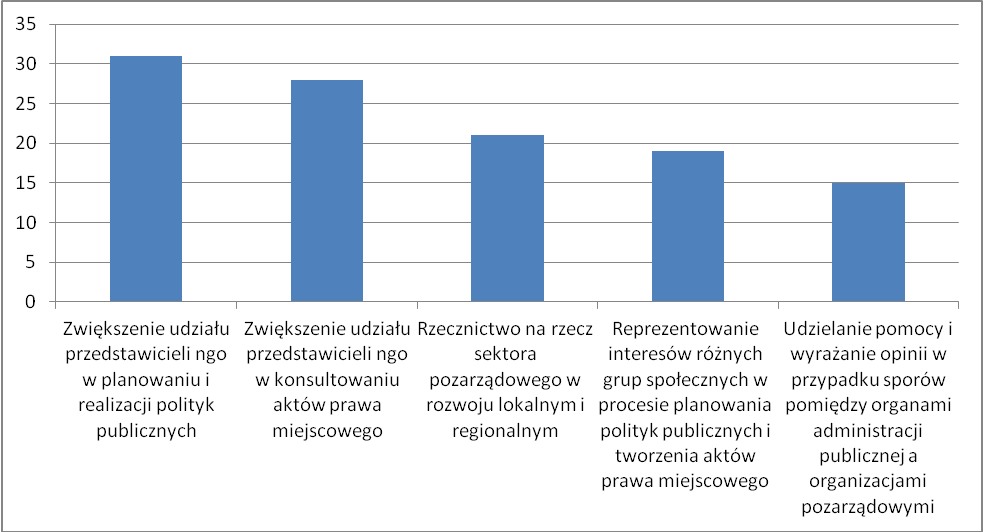 35
30
25
20
15
10
5
0
Zwiększenie udziału
przedstawicieli ngo
w planowaniu i
realizacji polityk
publicznych
Zwiększenie udziału
przedstawicieli ngo
w konsultowaniu
aktów prawa
miejscowego
Rzecznictwo na rzecz
sektora
pozarządowego w
rozwoju lokalnym i
regionalnym
Reprezentowanie
interesów różnych
grup społecznych w
procesie planowania
polityk publicznych i
tworzenia aktów
prawa miejscowego
Udzielanie pomocy i
wyrażanie opinii w
przypadku sporów
pomiędzy organami
administracji
publicznej a
organizacjami
pozarządowymi